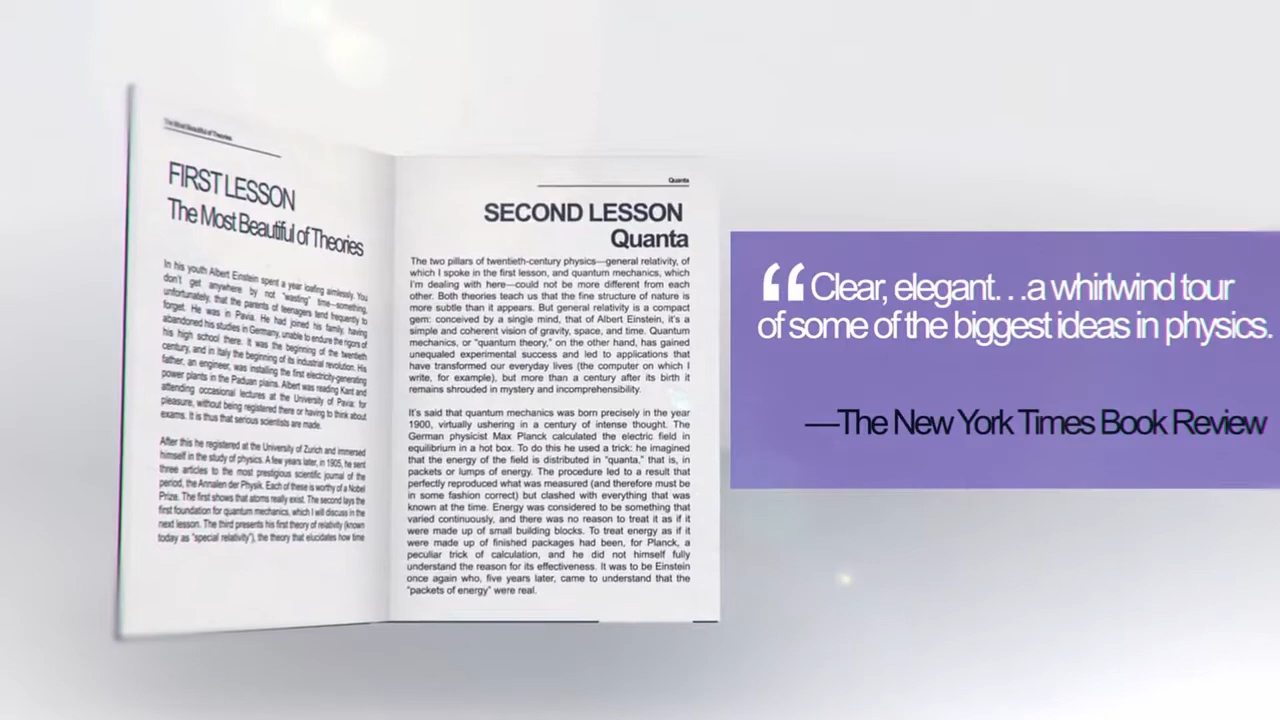 The Most Beautiful of Theories
FIRST LESSON
The Most Beautiful of Theories
In his youth Albert Einstein spent a year loafing aimlessly. You
don't get anywhere by not "wasting" time—something,
unfortunately, that the parents of teenagers tend frequently to
forget. He was in Pavia. He had joined his family, having
abandoned his studies in Germany, unable to endure the rigors of
his high school there. It was the beginning of the twentieth
century, and in Italy the beginning of its industrial revolution. His
father, an engineer, was installing the first electricity-generating
power plants in the Paduan plains. Albert was reading Kant and
attending occasional lectures at the University of Pavia: for
pleasure, without being registered there or having to think about
exams. It is thus that serious scientists are made.
After this he registered at the University of Zurich and immersed
himself in the study of physics. A few years later, in 1905, he sent
three articles to the most prestigious scientific journal of the
period, the Annalen der Physik. Each of these is worthy of a Nobel
Prize. The first shows that atoms really exist. The second lays the
first foundation for quantum mechanics, which I will discuss in the
next lesson. The third presents his first theory of relativity (known
today as "special relativity"), the theory that elucidates how time
Quanta
SECOND LESSON
Quanta
The two pillars of twentieth-century physics—general relativity, of
which I spoke in the first lesson, and quantum mechanics, which
I'm dealing with here—could not be more different from each
other. Both theories teach us that the fine structure of nature is
more subtle than it appears. But general relativity is a compact
gem: conceived by a single mind, that of Albert Einstein, it's a
simple and coherent vision of gravity, space, and time. Quantum
mechanics, or "quantum theory," on the other hand, has gained
unequaled experimental success and led to applications that
have transformed our everyday lives (the computer on which I
write, for example), but more than a century after its birth it
remains shrouded in mystery and incomprehensibility.
It's said that quantum mechanics was born precisely in the year
1900, virtually ushering in a century of intense thought. The
German physicist Max Planck calculated the electric field in
equilibrium in a hot box. To do this he used a trick: he imagined
that the energy of the field is distributed in "quanta," that is, in
packets or lumps of energy. The procedure led to a result that
perfectly reproduced what was measured (and therefore must be
in some fashion correct) but clashed with everything that was
known at the time. Energy was considered to be something that
varied continuously, and there was no reason to treat it as if it
were made up of small building blocks. To treat energy as if it
were made up of finished packages had been, for Planck, a
peculiar trick of calculation, and he did not himself fully
understand the reason for its effectiveness. It was to be Einstein
once again who, five years later, came to understand that the
"packets of energy" were real.
“Clear, elegant…a whirlwind tour
of some of the biggest ideas in physics.
—The New York Times Book Review